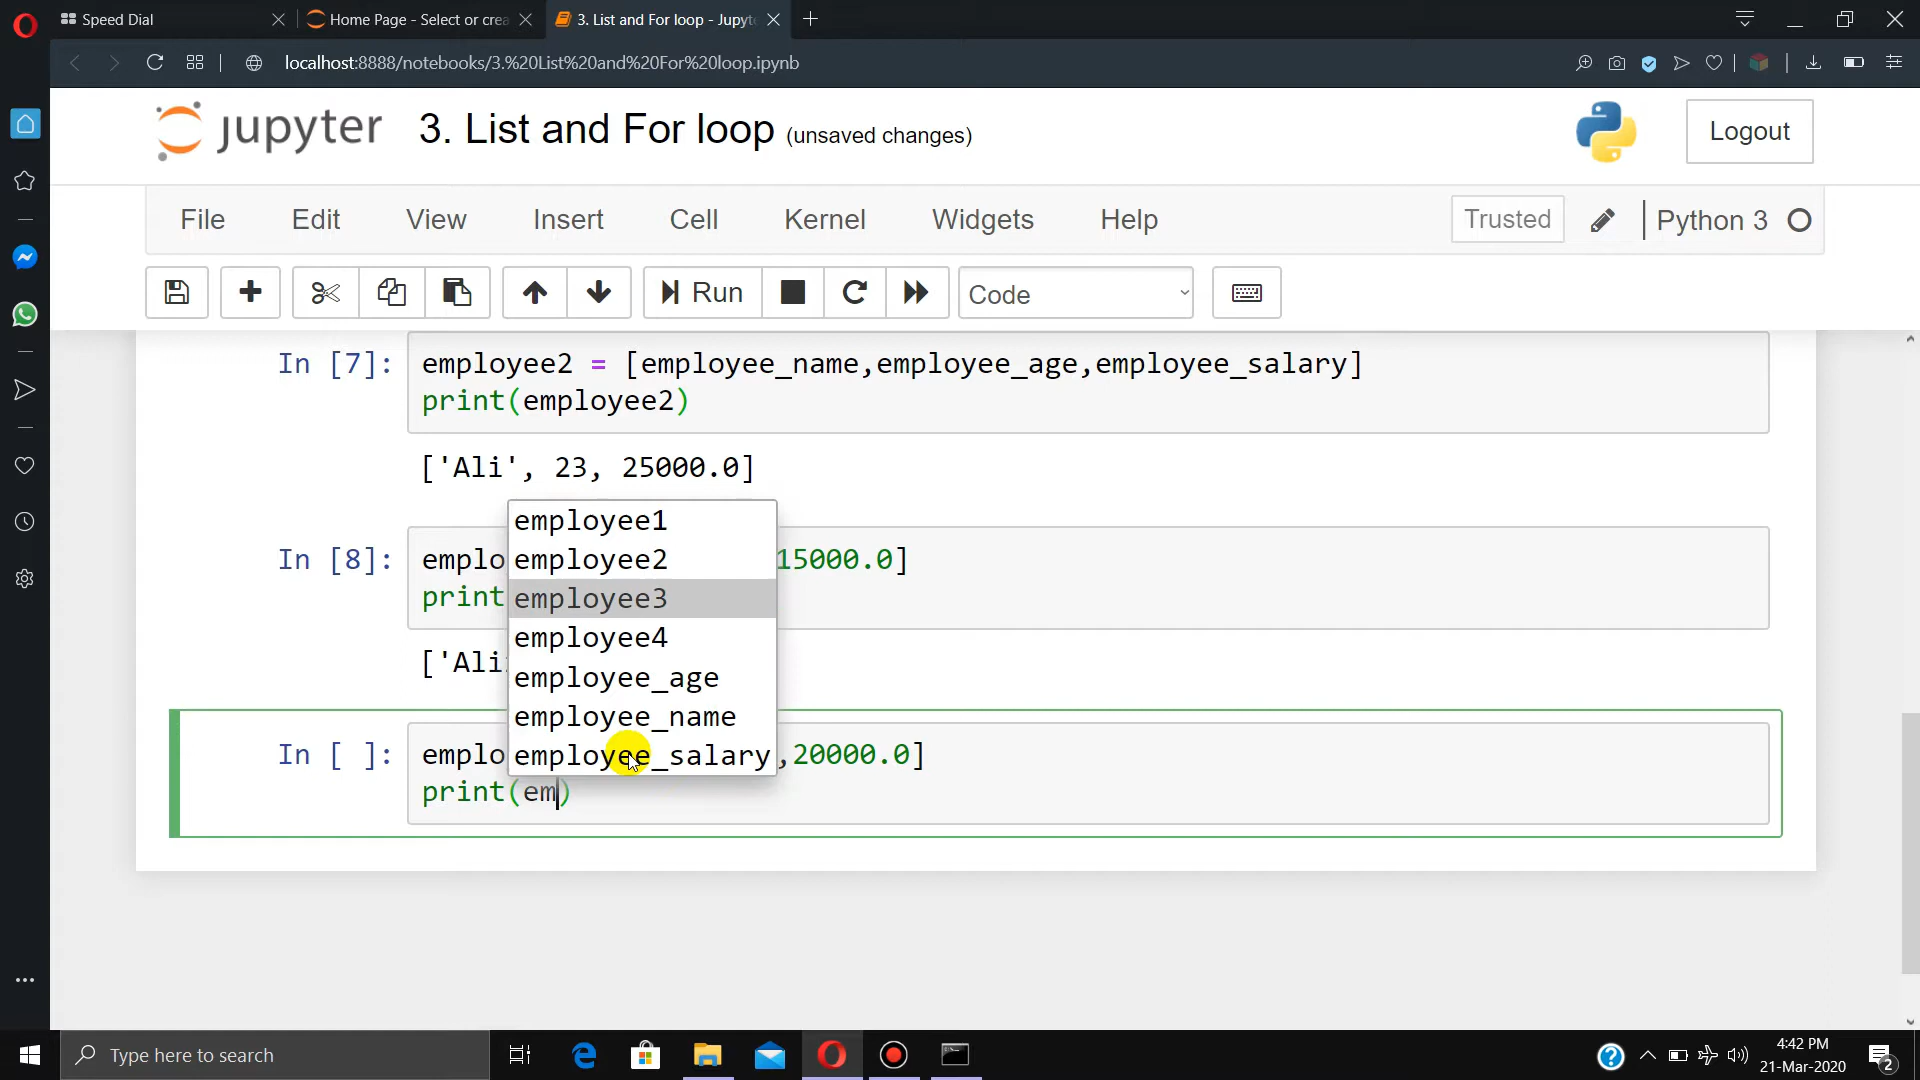 Speed Dial
Home Page - Select or crea
3. List and For loop - Jupyt
localhost:8888/notebooks/3.%20List%20and%20For%20loop.ipynb
jupyter 3. List and For loop (unsaved changes)
Logout
File Edit View Insert Cell Kernel Widgets Help
Trusted
Python 3
Run
Code
In [7]: employee2 = [employee_name,employee_age,employee_salary]
print(employee2)
['Ali', 23, 25000.0]
employee1
In [8]: emplo employee2 15000.0]
print employee3
employee4
['Ali
employee_age
employee_name
In [ ]: emplo employee_salary ,20000.0]
print(em)
Type here to search
4:42 PM
21-Mar-2020
2